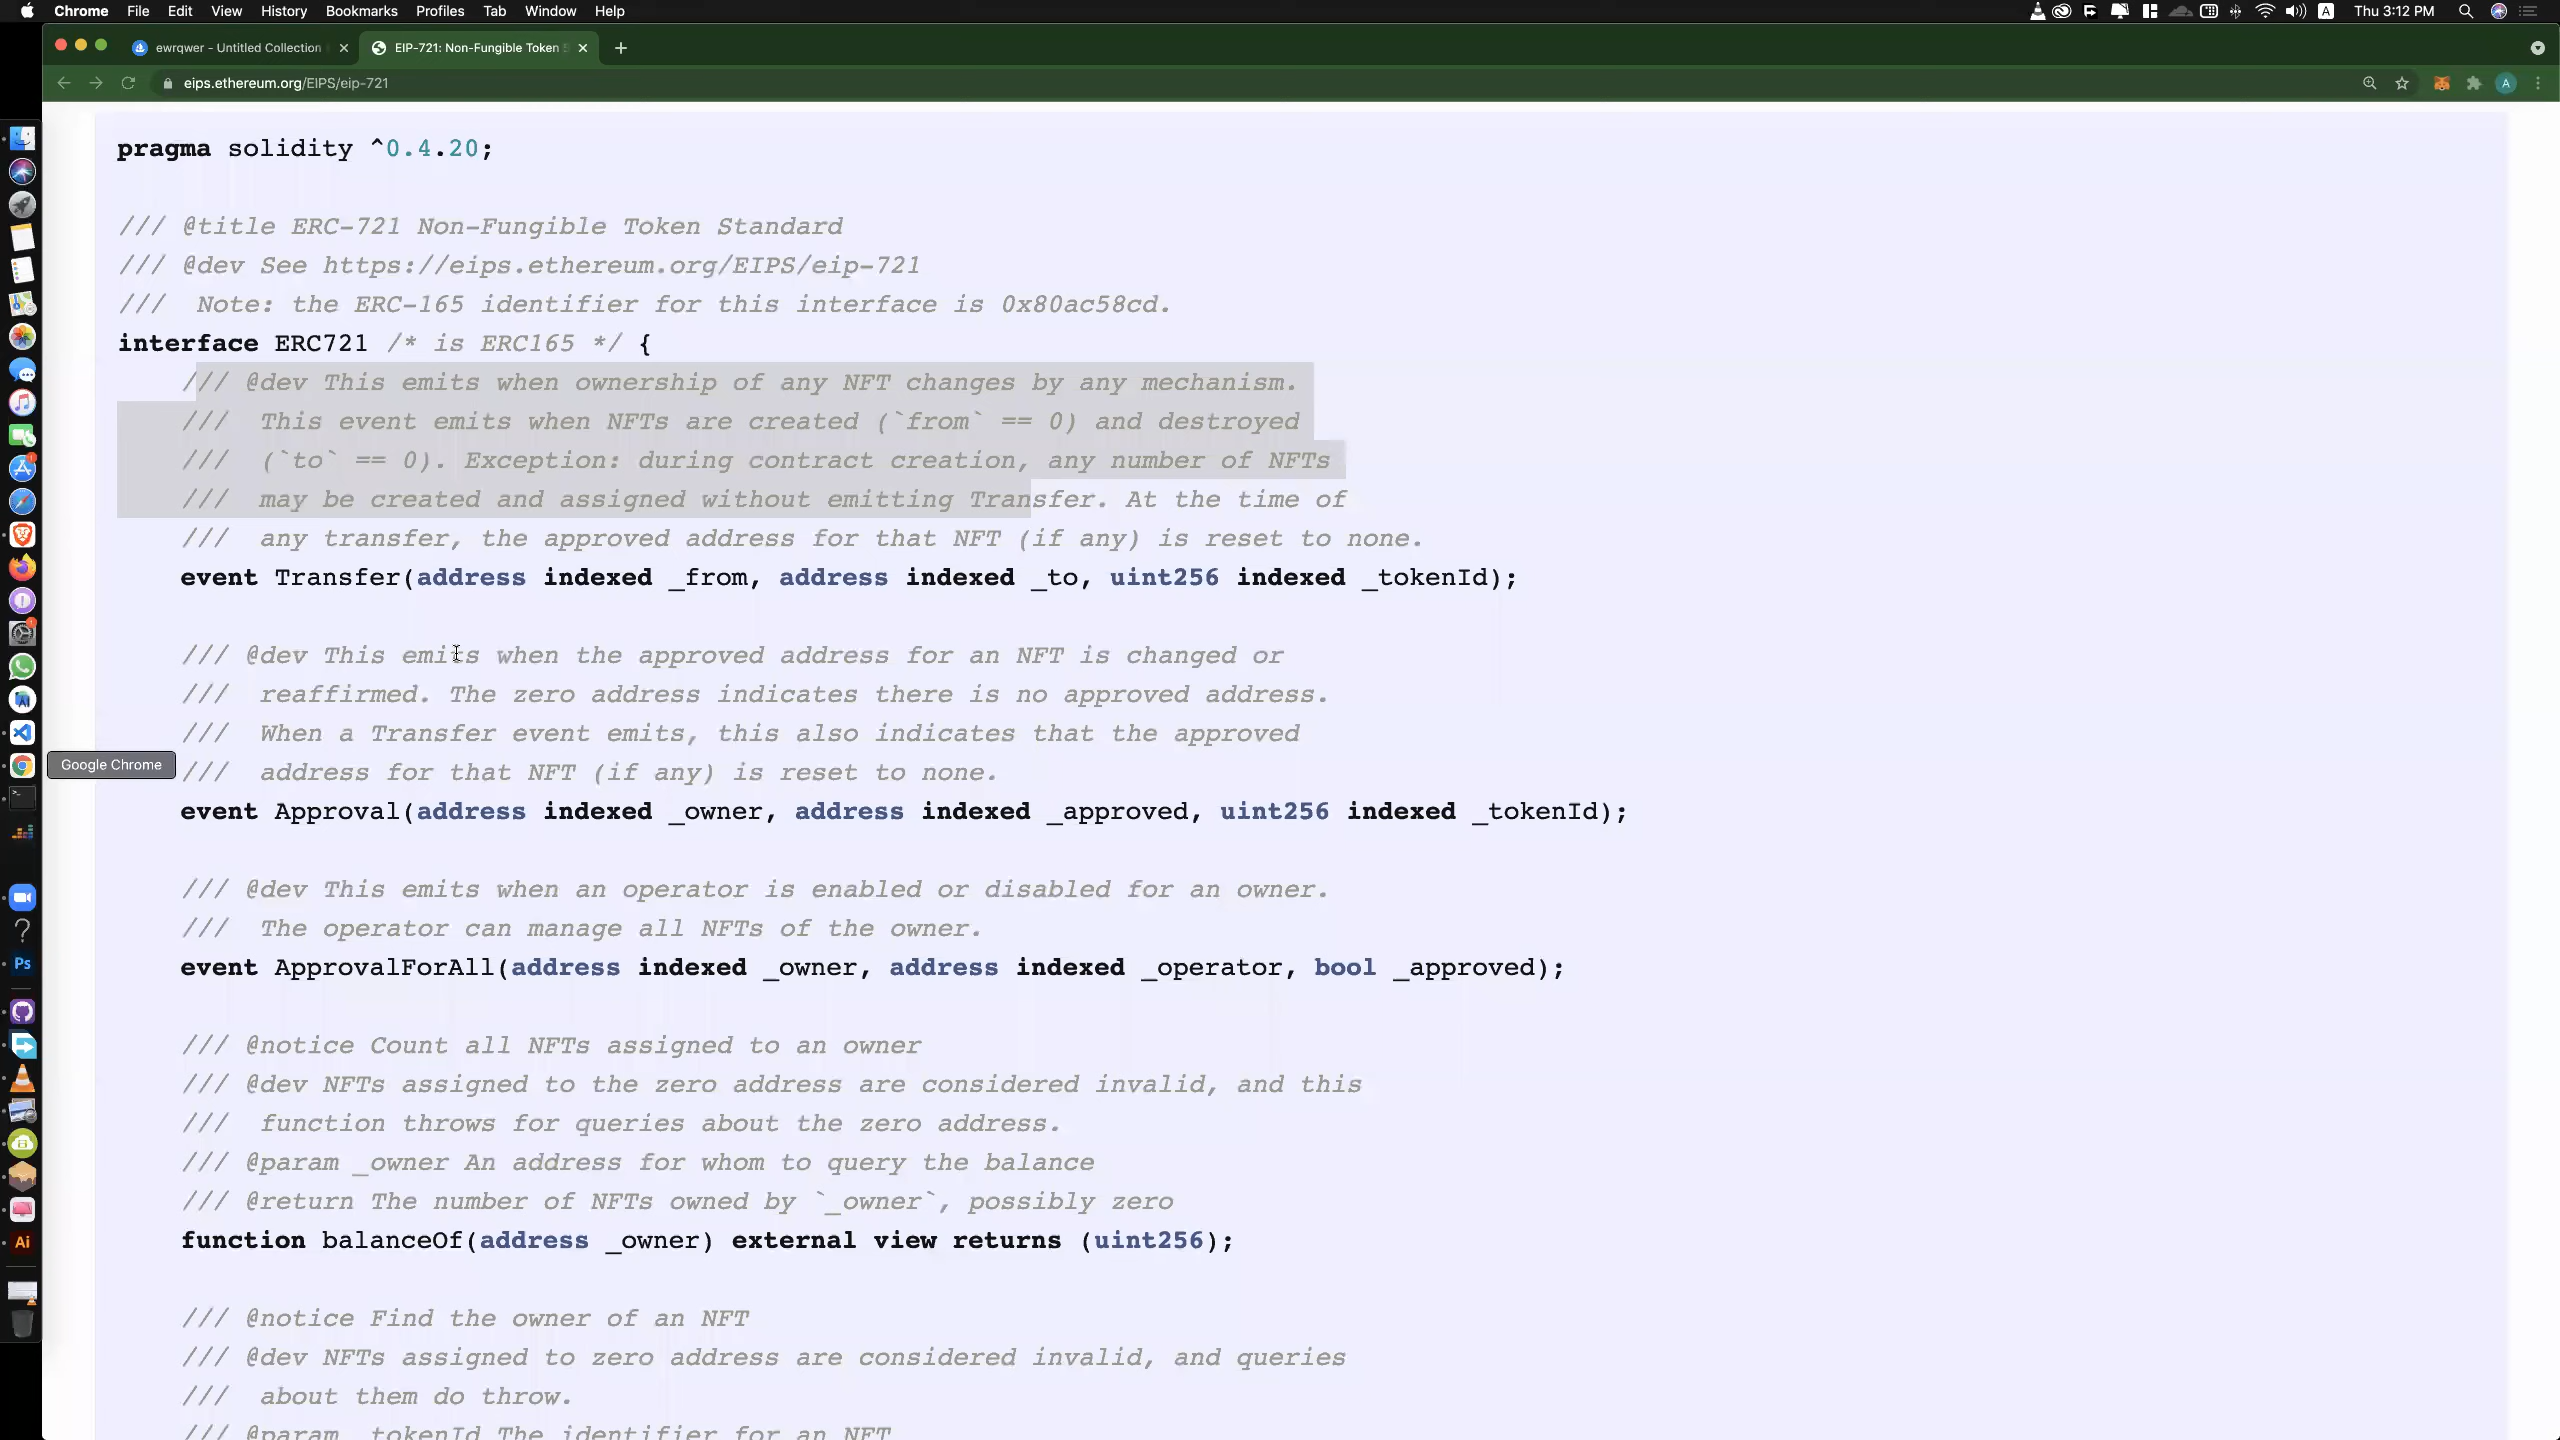 Chrome File Edit View History Bookmarks Profiles Tab Window Help
A Thu 3:12 PM
ewrqwer - Untitled Collection
EIP-721: Non-Fungible Token S
eips.ethereum.org/EIPS/eip-721
A
pragma solidity ^0.4.20;
/// @title ERC-721 Non-Fungible Token Standard
/// @dev See https://eips.ethereum.org/EIPS/eip-721
///  Note: the ERC-165 identifier for this interface is 0x80ac58cd.
interface ERC721 /* is ERC165 */ {
/// @dev This emits when ownership of any NFT changes by any mechanism.
///  This event emits when NFTs are created (`from` == 0) and destroyed
///  (`to` == 0). Exception: during contract creation, any number of NFTs
///  may be created and assigned without emitting Transfer. At the time of
///  any transfer, the approved address for that NFT (if any) is reset to none.
event Transfer(address indexed _from, address indexed _to, uint256 indexed _tokenId);
/// @dev This emits when the approved address for an NFT is changed or
///  reaffirmed. The zero address indicates there is no approved address.
///  When a Transfer event emits, this also indicates that the approved
Google Chrome
///  address for that NFT (if any) is reset to none.
event Approval(address indexed _owner, address indexed _approved, uint256 indexed _tokenId);
/// @dev This emits when an operator is enabled or disabled for an owner.
///  The operator can manage all NFTs of the owner.
Ps
event ApprovalForAll(address indexed _owner, address indexed _operator, bool _approved);
/// @notice Count all NFTs assigned to an owner
/// @dev NFTs assigned to the zero address are considered invalid, and this
///  function throws for queries about the zero address.
/// @param _owner An address for whom to query the balance
/// @return The number of NFTs owned by `_owner`, possibly zero
Ai
function balanceOf(address _owner) external view returns (uint256);
/// @notice Find the owner of an NFT
/// @dev NFTs assigned to zero address are considered invalid, and queries
///  about them do throw.
/// @param _tokenId The identifier for an NFT